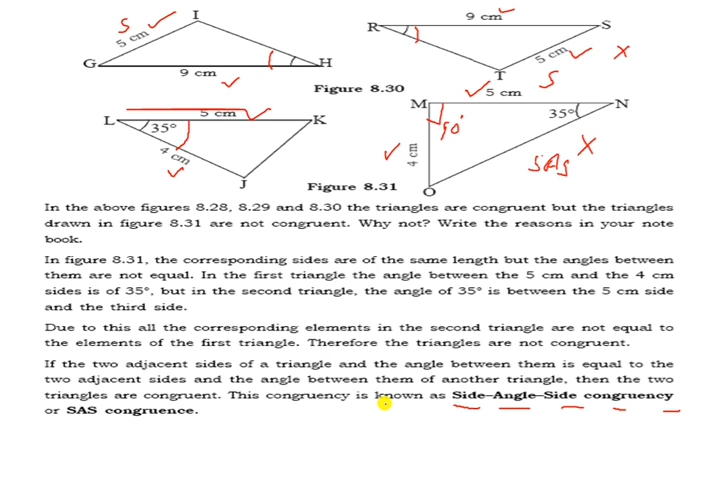 I
S
5 cm
G
H
9 cm
9 cm
R
S
5 cm
T
S
Figure 8.30
5 cm
M
N
35°
90°
4 cm
SAS
O
5 cm
L
K
35°
4 cm
J
Figure 8.31
In the above figures 8.28, 8.29 and 8.30 the triangles are congruent but the triangles
drawn in figure 8.31 are not congruent. Why not? Write the reasons in your note
book.
In figure 8.31, the corresponding sides are of the same length but the angles between
them are not equal. In the first triangle the angle between the 5 cm and the 4 cm
sides is of 35°, but in the second triangle, the angle of 35° is between the 5 cm side
and the third side.
Due to this all the corresponding elements in the second triangle are not equal to
the elements of the first triangle. Therefore the triangles are not congruent.
If the two adjacent sides of a triangle and the angle between them is equal to the
two adjacent sides and the angle between them of another triangle, then the two
triangles are congruent. This congruency is known as Side–Angle–Side congruency
or SAS congruence.